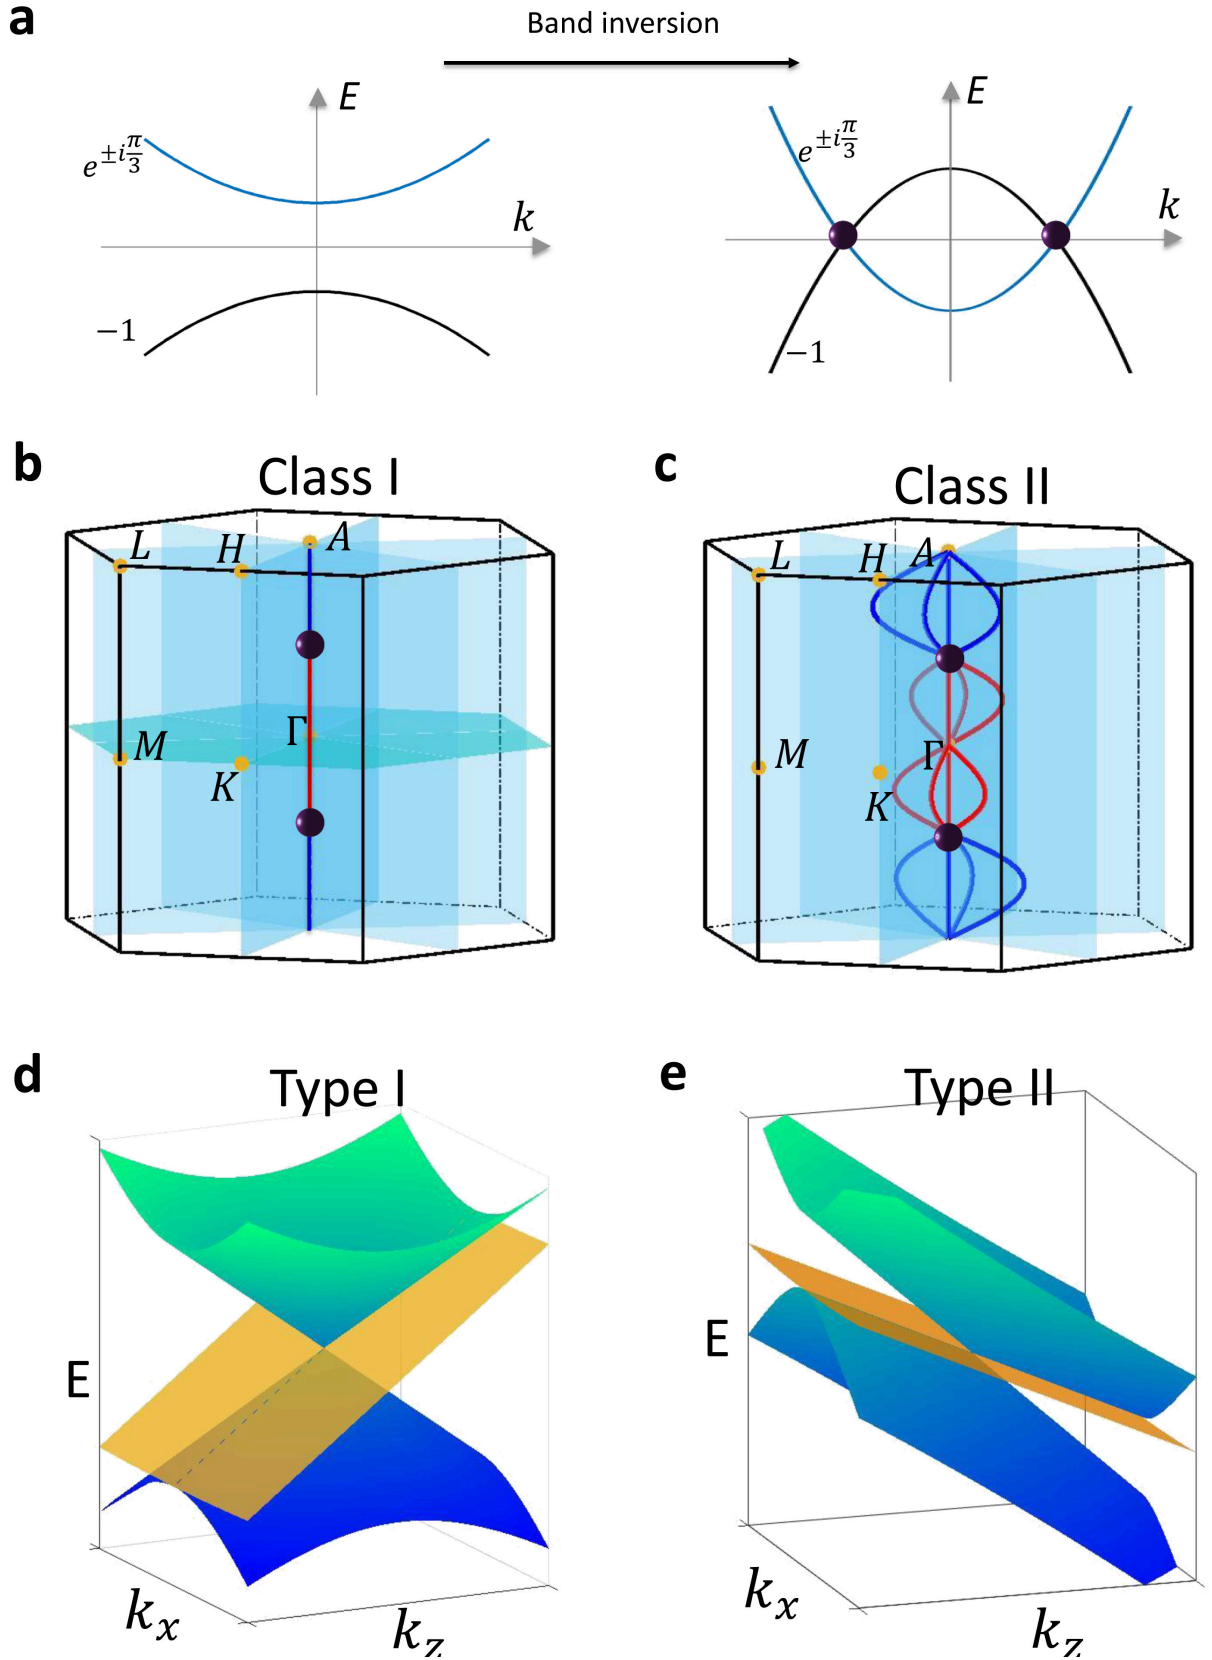 a
Band inversion
E
e^{±iπ/3}
k
−1
E
e^{±iπ/3}
k
−1
b
Class I
L
H
A
Γ
M
K
c
Class II
L
H
A
Γ
M
K
d
Type I
E
k_x
k_z
e
Type II
E
k_x
k_z